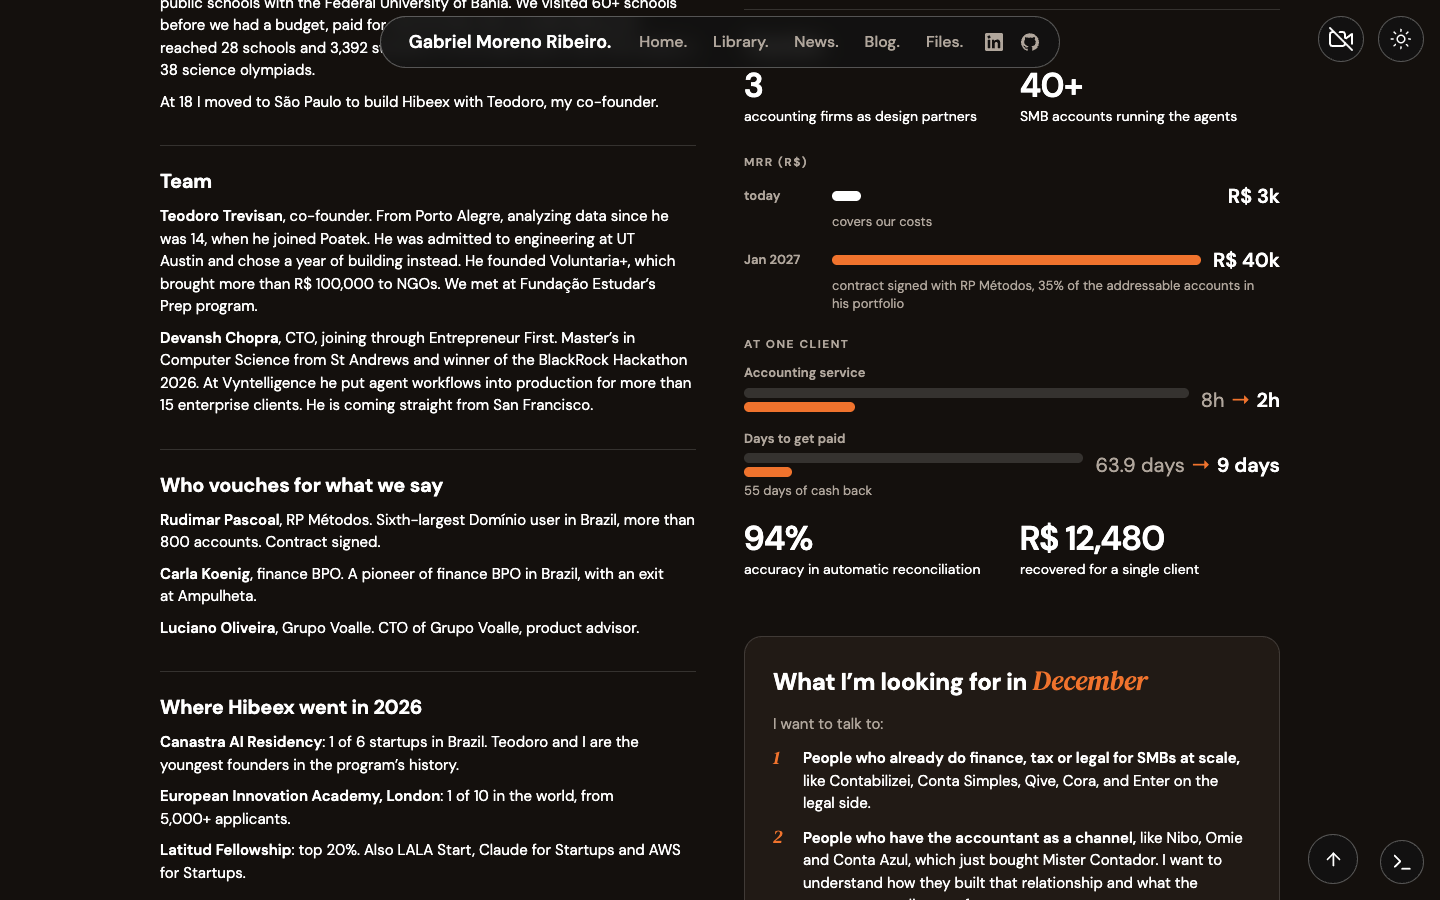 Gabriel Moreno Ribeiro.
Home.
Library.
News.
Blog.
Files.
public schools with the Federal University of Bahia. We visited 60+ schools
before we had a budget, paid for
reached 28 schools and 3,392
38 science olympiads.
At 18 I moved to São Paulo to build Hibeex with Teodoro, my co-founder.
Team
Teodoro Trevisan, co-founder. From Porto Alegre, analyzing data since he
was 14, when he joined Poatek. He was admitted to engineering at UT
Austin and chose a year of building instead. He founded Voluntaria+, which
brought more than R$ 100,000 to NGOs. We met at Fundação Estudar’s
Prep program.
Devansh Chopra, CTO, joining through Entrepreneur First. Master’s in
Computer Science from St Andrews and winner of the BlackRock Hackathon
2026. At Vyntelligence he put agent workflows into production for more than
15 enterprise clients. He is coming straight from San Francisco.
Who vouches for what we say
Rudimar Pascoal, RP Métodos. Sixth-largest Domínio user in Brazil, more than
800 accounts. Contract signed.
Carla Koenig, finance BPO. A pioneer of finance BPO in Brazil, with an exit
at Ampulheta.
Luciano Oliveira, Grupo Voalle. CTO of Grupo Voalle, product advisor.
Where Hibeex went in 2026
Canastra AI Residency: 1 of 6 startups in Brazil. Teodoro and I are the
youngest founders in the program’s history.
European Innovation Academy, London: 1 of 10 in the world, from
5,000+ applicants.
Latitud Fellowship: top 20%. Also LALA Start, Claude for Startups and AWS
for Startups.
3
accounting firms as design partners
40+
SMB accounts running the agents
MRR (R$)
today
R$ 3k
covers our costs
Jan 2027
R$ 40k
contract signed with RP Métodos, 35% of the addressable accounts in
his portfolio
AT ONE CLIENT
Accounting service
8h → 2h
Days to get paid
63.9 days → 9 days
55 days of cash back
94%
accuracy in automatic reconciliation
R$ 12,480
recovered for a single client
What I’m looking for in December
I want to talk to:
1
People who already do finance, tax or legal for SMBs at scale,
like Contabilizei, Conta Simples, Qive, Cora, and Enter on the
legal side.
2
People who have the accountant as a channel, like Nibo, Omie
and Conta Azul, which just bought Mister Contador. I want to
understand how they built that relationship and what the